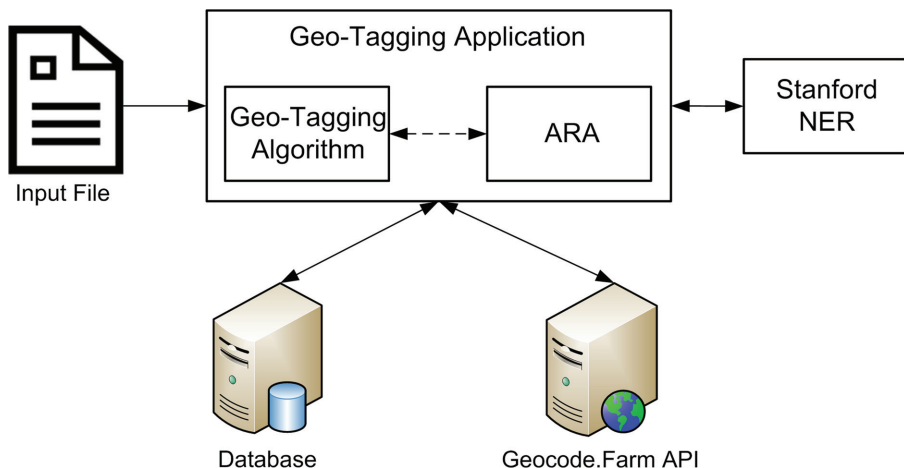 Geo-Tagging Application
Geo-Tagging
Algorithm
ARA
Stanford
NER
Input File
Database
Geocode.Farm API